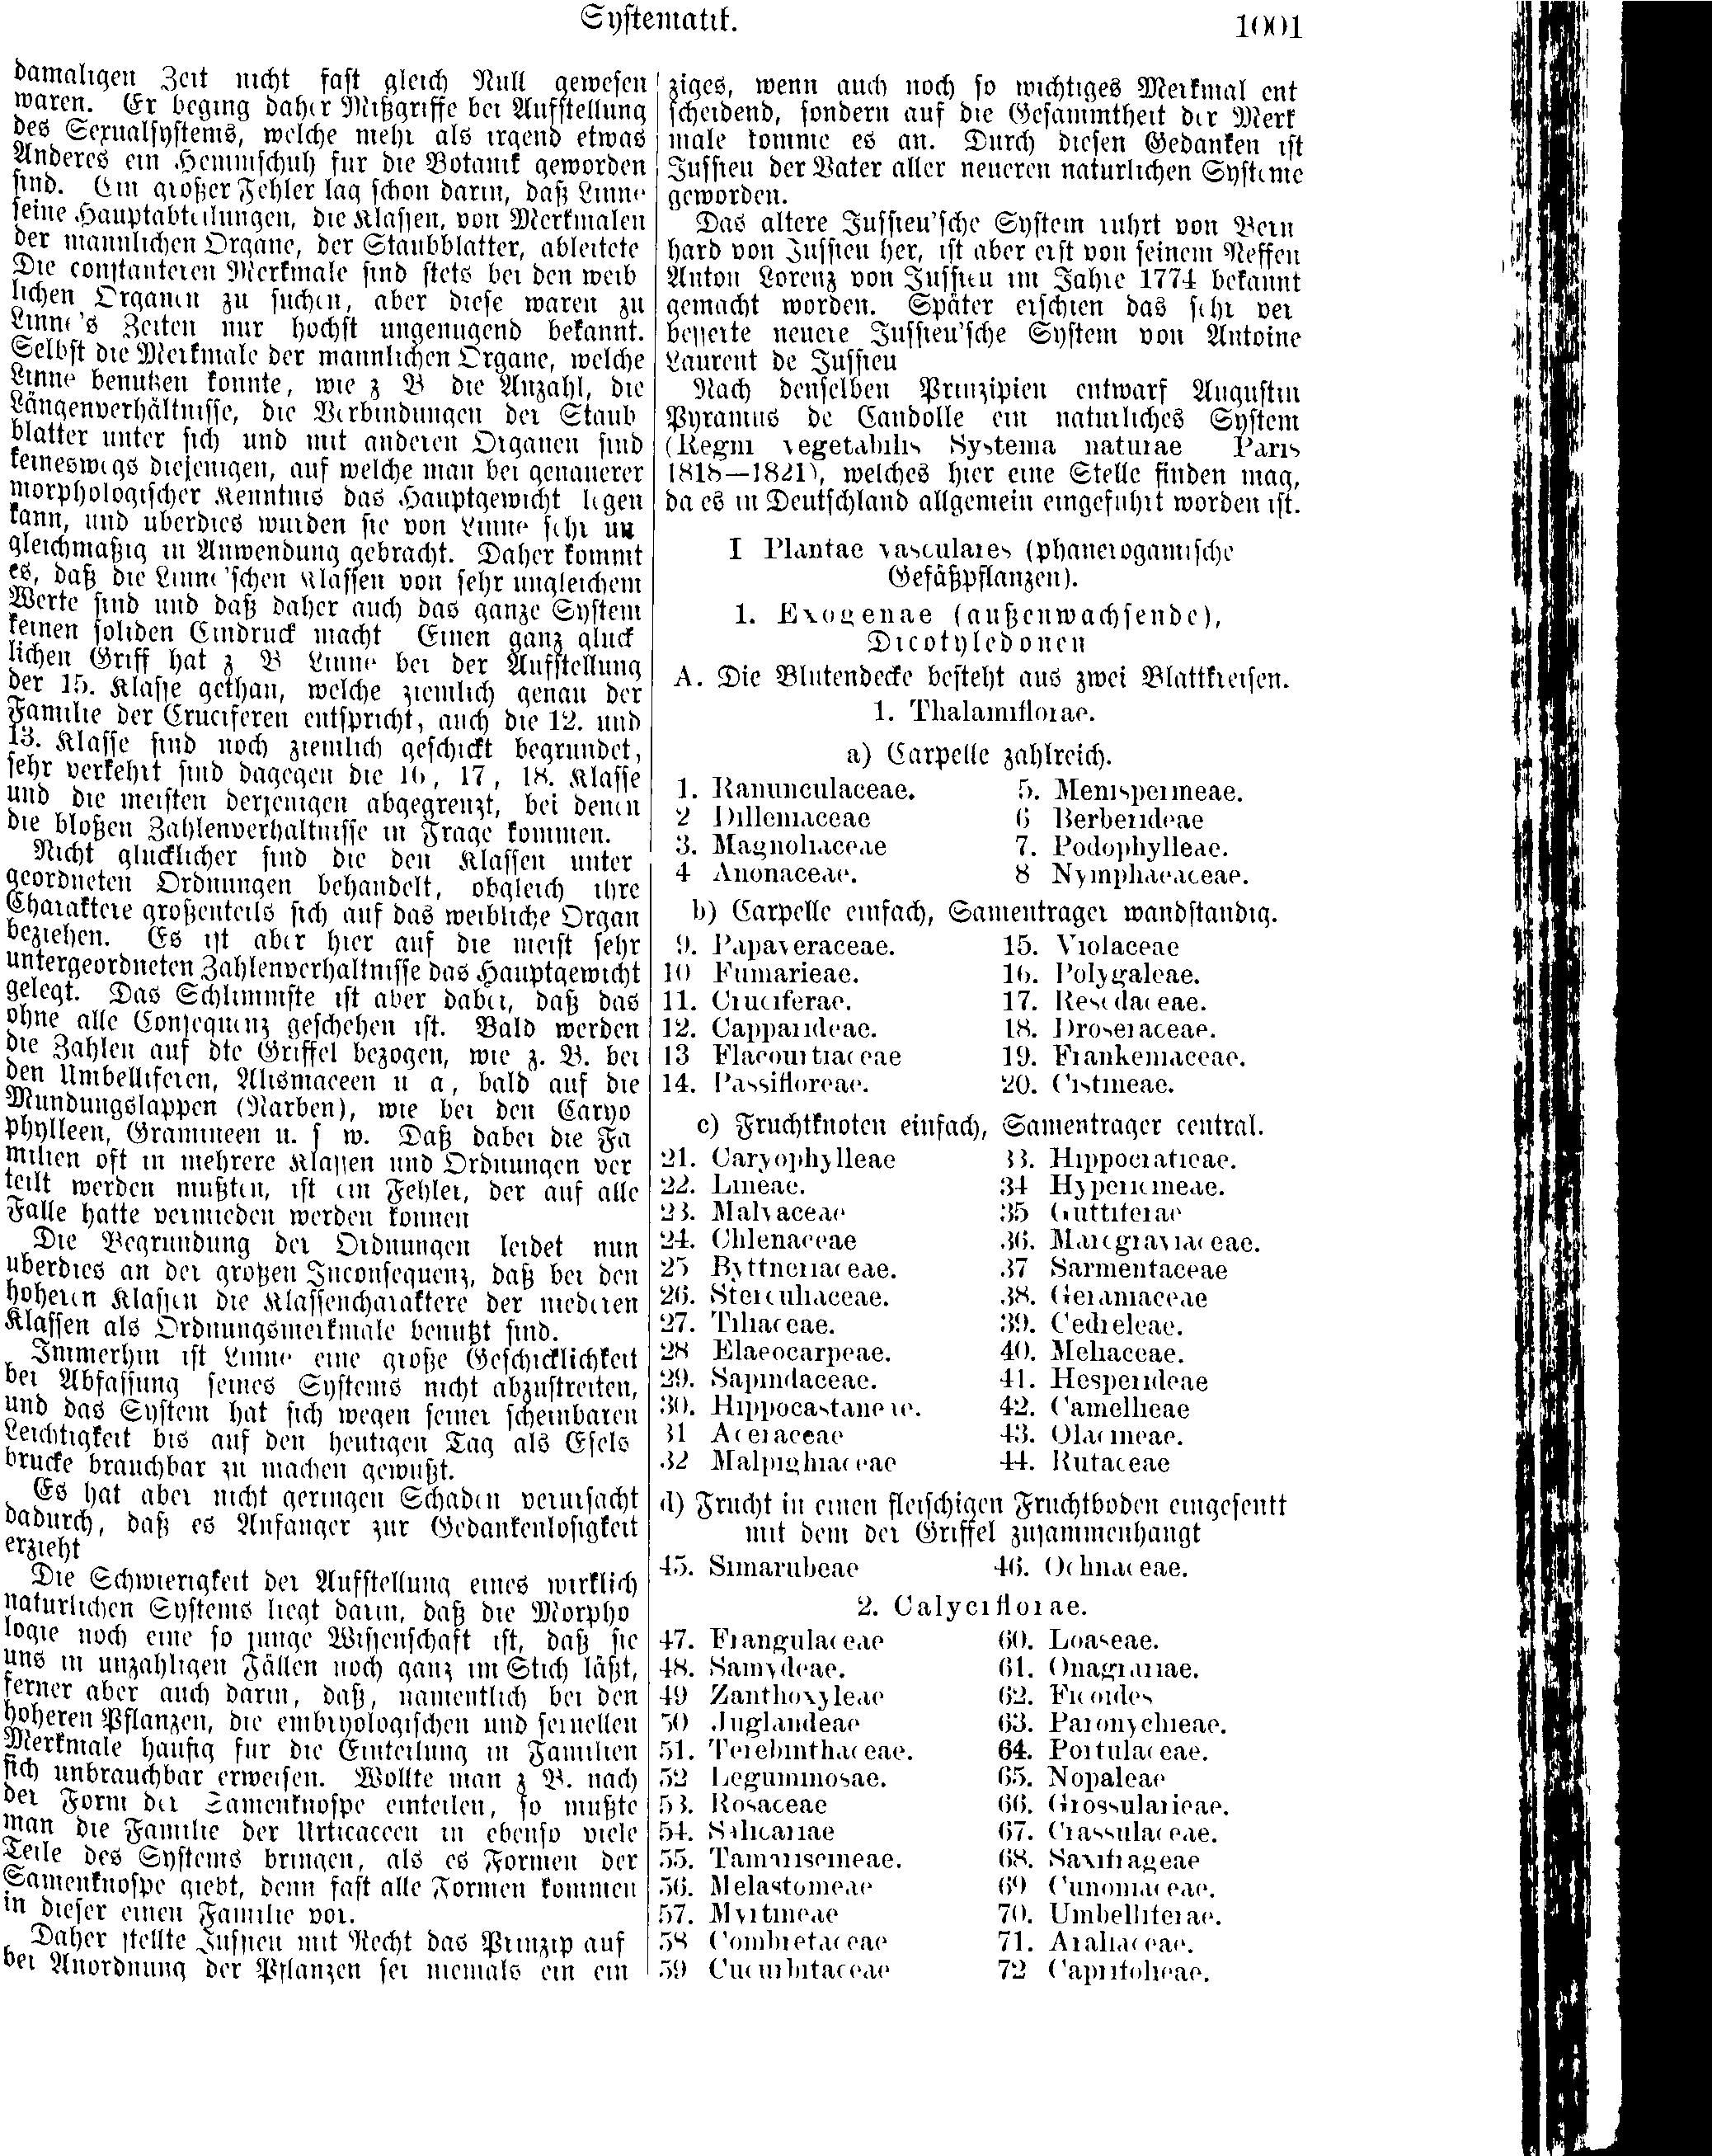 Systematik.
1001
damaligen Zeit nicht fast gleich Null gewesen
waren. Er beging daher Mißgriffe bei Aufstellung
des Sexualsystems, welche mehr als irgend etwas
Anderes ein Hemmschuh für die Botanik geworden
sind. Ein großer Fehler lag schon darin, daß Linné
seine Hauptabteilungen, die Klassen, von Merkmalen
der männlichen Organe, der Staubblätter, ableitete
Die constanteren Merkmale sind stets bei den weib
lichen Organen zu suchen, aber diese waren zu
Linné's Zeiten nur höchst ungenügend bekannt.
Selbst die Merkmale der männlichen Organe, welche
Linné benutzen konnte, wie z B die Anzahl, die
Längenverhältnisse, die Verbindungen der Staub
blätter unter sich und mit anderen Organen sind
keineswegs diejenigen, auf welche man bei genauerer
morphologischer Kenntnis das Hauptgewicht legen
kann, und überdies wurden sie von Linné sehr un
gleichmäßig in Anwendung gebracht. Daher kommt
es, daß die Linné'schen Klassen von sehr ungleichem
Werte sind und daß daher auch das ganze System
keinen soliden Eindruck macht Einen ganz glück
lichen Griff hat z B Linné bei der Aufstellung
der 15. Klasse gethan, welche ziemlich genau der
Familie der Cruciferen entspricht, auch die 12. und
13. Klasse sind noch ziemlich geschickt begründet,
sehr verkehrt sind dagegen die 16, 17, 18. Klasse
und die meisten derjenigen abgegrenzt, bei denen
die bloßen Zahlenverhältnisse in Frage kommen.
Nicht glücklicher sind die den Klassen unter
geordneten Ordnungen behandelt, obgleich ihre
Charaktere großenteils sich auf das weibliche Organ
beziehen. Es ist aber hier auf die meist sehr
untergeordneten Zahlenverhältnisse das Hauptgewicht
gelegt. Das Schlimmste ist aber dabei, daß das
ohne alle Consequenz geschehen ist. Bald werden
die Zahlen auf dte Griffel bezogen, wie z. B. bei
den Umbelliferen, Alismaceen u a, bald auf die
Mündungslappen (Narben), wie bei den Caryo
phylleen, Gramineen u. s w. Daß dabei die Fa
milien oft in mehrere Klassen und Ordnungen ver
teilt werden mußten, ist ein Fehler, der auf alle
Fälle hätte vermieden werden können
Die Begründung der Ordnungen leidet nun
überdies an der großen Inconsequenz, daß bei den
höheren Klassen die Klassencharaktere der niederen
Klassen als Ordnungsmerkmale benutzt sind.
Immerhin ist Linné eine große Geschicklichkeit
bei Abfassung seines Systems nicht abzustreiten,
und das System hat sich wegen seiner scheinbaren
Leichtigkeit bis auf den heutigen Tag als Esels
brücke brauchbar zu machen gewußt.
Es hat aber nicht geringen Schaden verursacht
dadurch, daß es Anfänger zur Gedankenlosigkeit
erzieht
Die Schwierigkeit der Aufstellung eines wirklich
natürlichen Systems liegt darin, daß die Morpho
logie noch eine so junge Wissenschaft ist, daß sie
uns in unzähligen Fällen noch ganz im Stich läßt,
ferner aber auch darin, daß, namentlich bei den
höheren Pflanzen, die embryologischen und sexuellen
Merkmale häufig für die Einteilung in Familien
sich unbrauchbar erweisen. Wollte man z B. nach
der Form der Samenknospe einteilen, so müßte
man die Familie der Urticaceen in ebenso viele
Teile des Systems bringen, als es Formen der
Samenknospe giebt, denn fast alle Formen kommen
in dieser einen Familie vor.
Daher stellte Jussieu mit Recht das Prinzip auf
bei Anordnung der Pflanzen sei niemals ein ein
ziges, wenn auch noch so wichtiges Merkmal ent
scheidend, sondern auf die Gesammtheit der Merk
male komme es an. Durch diesen Gedanken ist
Jussieu der Vater aller neueren natürlichen Systeme
geworden.
Das ältere Jussieu'sche System rührt von Bern
hard von Jussieu her, ist aber erst von seinem Neffen
Anton Lorenz von Jussieu im Jahre 1774 bekannt
gemacht worden. Später erschien das sehr ver
besserte neuere Jussieu'sche System von Antoine
Laurent de Jussieu
Nach denselben Prinzipien entwarf Augustin
Pyramus de Candolle ein natürliches System
(Regni vegetabilis Systema naturae Paris
1818—1821), welches hier eine Stelle finden mag,
da es in Deutschland allgemein eingeführt worden ist.
I Plantae vasculares (phanerogamische
Gefäßpflanzen).
1. Exogenae (außenwachsende),
Dicotyledonen
A. Die Blütendecke besteht aus zwei Blattkreisen.
1. Thalamiflorae.
a) Carpelle zahlreich.
1. Ranunculaceae.
2 Dilleniaceae
3. Magnoliaceae
4 Anonaceae.
5. Menispermeae.
6 Berberideae
7. Podophylleae.
8 Nymphaeaceae.
b) Carpelle einfach, Samenträger wandständig.
9. Papaveraceae.
10 Fumarieae.
11. Cruciferae.
12. Capparideae.
13 Flacourtiaceae
14. Passifloreae.
15. Violaceae
16. Polygaleae.
17. Resedaceae.
18. Droseraceae.
19. Frankeniaceae.
20. Cistineae.
c) Fruchtknoten einfach, Samenträger central.
21. Caryophylleae
22. Lineae.
23. Malvaceae
24. Chlenaceae
25 Byttneriaceae.
26. Sterculiaceae.
27. Tiliaceae.
28 Elaeocarpeae.
29. Sapindaceae.
30. Hippocastaneae.
31 Aceraceae
32 Malpighiaceae
33. Hippocraticae.
34 Hypericineae.
35 Guttiferae
36. Marcgraviaceae.
37 Sarmentaceae
38. Geraniaceae
39. Cedreleae.
40. Meliaceae.
41. Hesperideae
42. Camellieae
43. Olacineae.
44. Rutaceae
d) Frucht in einen fleischigen Fruchtboden eingesenkt
mit dem der Griffel zusammenhängt
45. Simarubeae
46. Ochnaceae.
2. Calyciflorae.
47. Frangulaceae
48. Samydeae.
49 Zanthoxyleae
50 Juglandeae
51. Terebinthaceae.
52 Leguminosae.
53. Rosaceae
54. Salicariae
55. Tamariscineae.
56. Melastomeae
57. Myrtineae
58 Combretaceae
59 Cucurbitaceae
60. Loaseae.
61. Onagrariae.
62. Ficoides
63. Paronychieae.
64. Portulaceae.
65. Nopaleae
66. Grossularieae.
67. Crassulaceae.
68. Saxifrageae
69 Cunoniaceae.
70. Umbelliferae.
71. Araliaceae.
72 Caprifolieae.